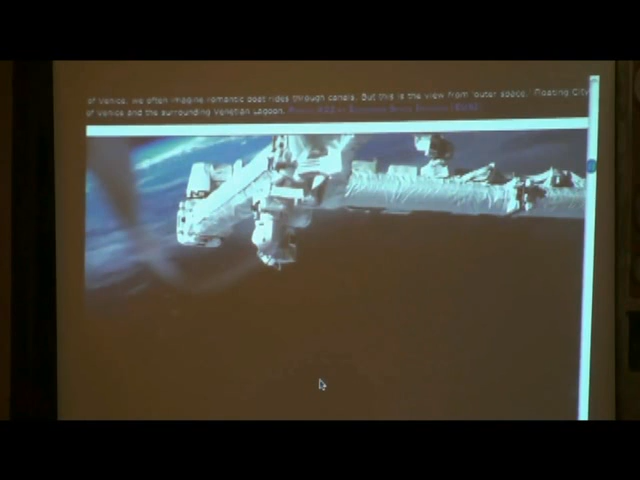 of Venice, we often imagine romantic boat rides through canals. But this is the view from 'outer space.' Floating City
of Venice and the surrounding Venetian Lagoon.